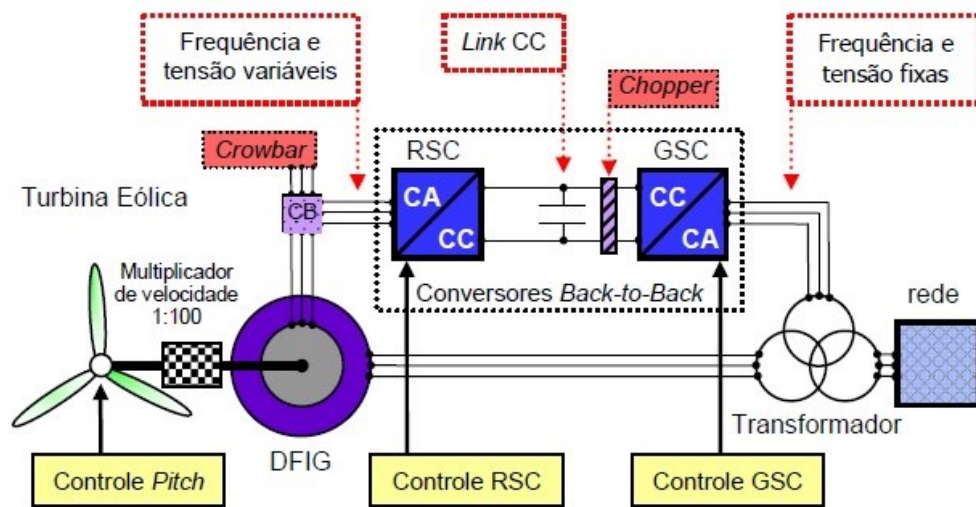 Frequência e
tensão variáveis
Link CC
Frequência e
tensão fixas
Chopper
Crowbar
RSC
GSC
Turbina Eólica
CB
CA
CC
CC
CA
Multiplicador
de velocidade
1:100
Conversores Back-to-Back
rede
Transformador
DFIG
Controle Pitch
Controle RSC
Controle GSC